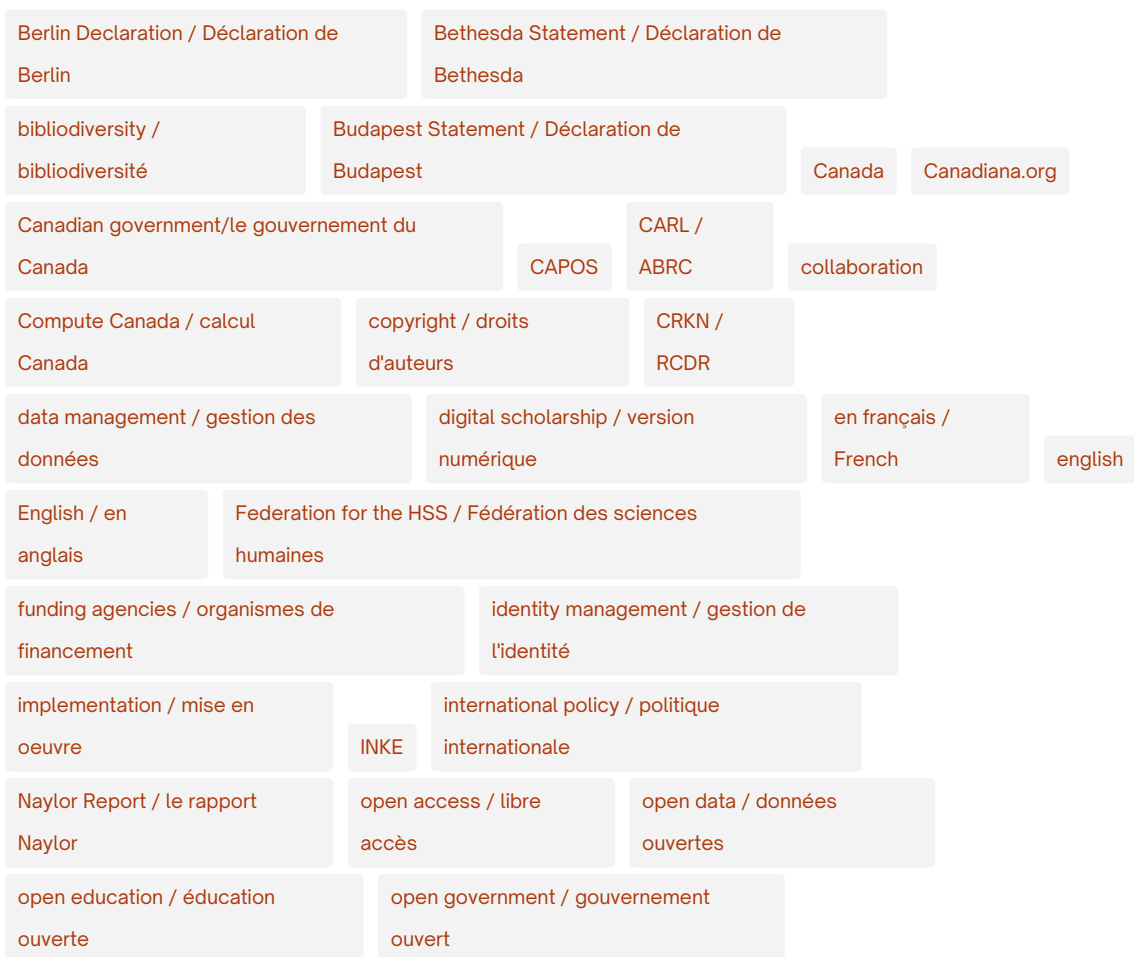 Berlin Declaration / Déclaration de
Berlin
Bethesda Statement / Déclaration de
Bethesda
bibliodiversity /
bibliodiversité
Budapest Statement / Déclaration de
Budapest
Canada
Canadiana.org
Canadian government/le gouvernement du
Canada
CAPOS
CARL /
ABRC
collaboration
Compute Canada / calcul
Canada
copyright / droits
d'auteurs
CRKN /
RCDR
data management / gestion des
données
digital scholarship / version
numérique
en français /
French
english
English / en
anglais
Federation for the HSS / Fédération des sciences
humaines
funding agencies / organismes de
financement
identity management / gestion de
l'identité
implementation / mise en
oeuvre
INKE
international policy / politique
internationale
Naylor Report / le rapport
Naylor
open access / libre
accès
open data / données
ouvertes
open education / éducation
ouverte
open government / gouvernement
ouvert